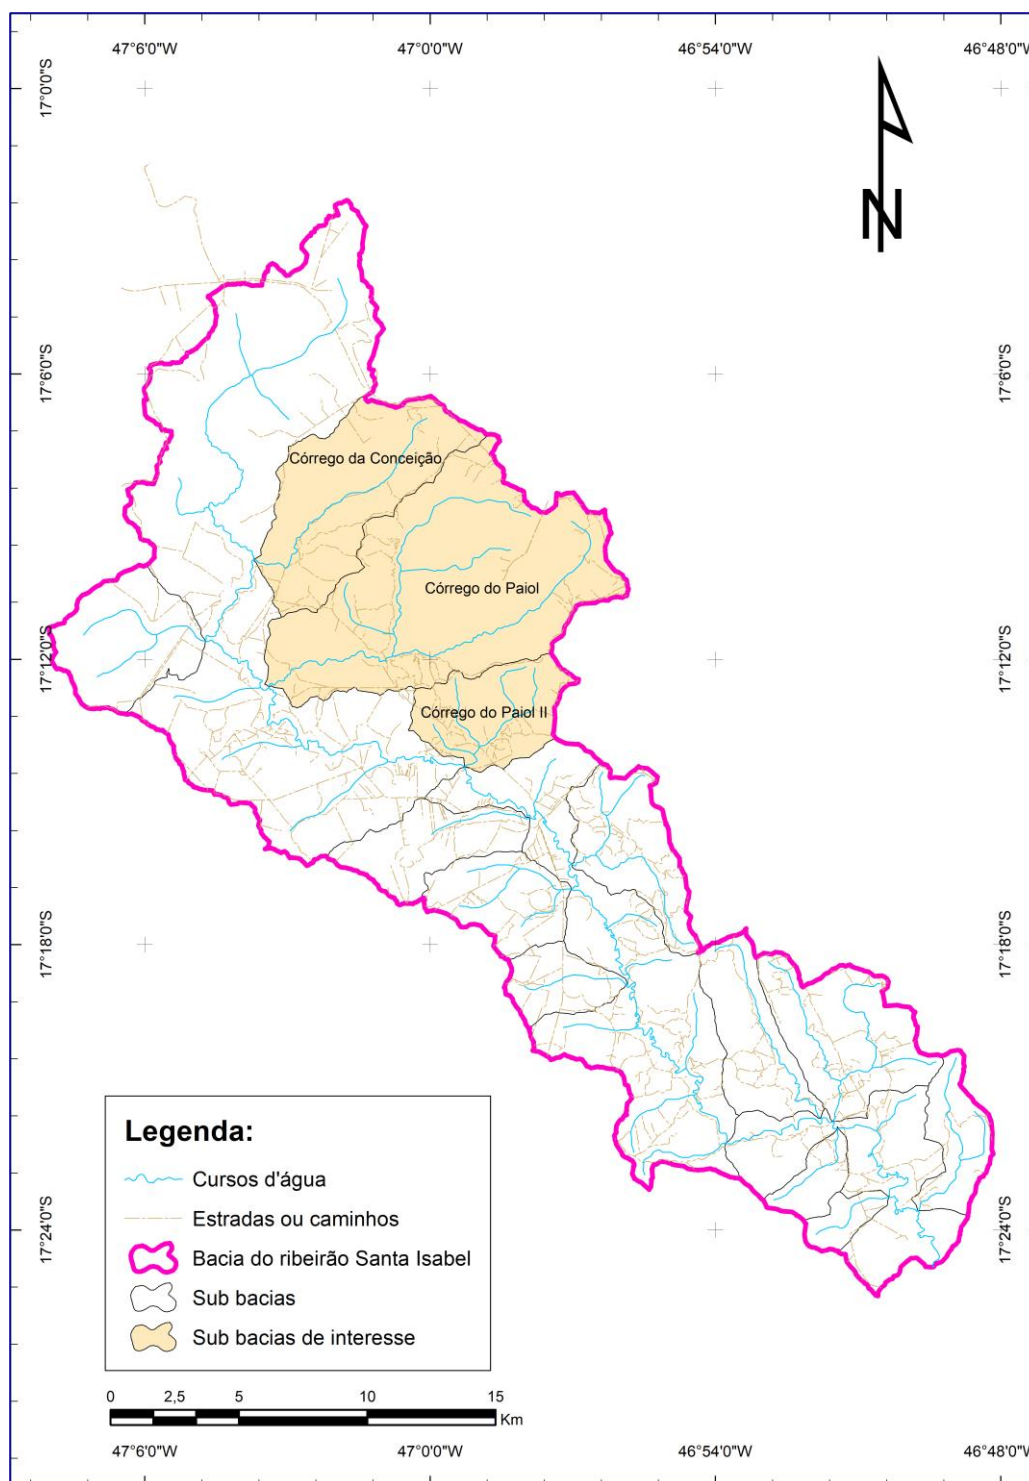 47°6'0"W
47°0'0"W
46°54'0"W
46°48'0"W
17°0'0"S
N
17°6'0"S
17°6'0"S
Córrego da Conceição
Córrego do Paiol
17°12'0"S
17°12'0"S
Córrego do Paiol II
17°18'0"S
17°18'0"S
Legenda:
Cursos d'água
Estradas ou caminhos
Bacia do ribeirão Santa Isabel
Sub bacias
Sub bacias de interesse
17°24'0"S
17°24'0"S
0 2,5 5 10 15
Km
47°6'0"W
47°0'0"W
46°54'0"W
46°48'0"W